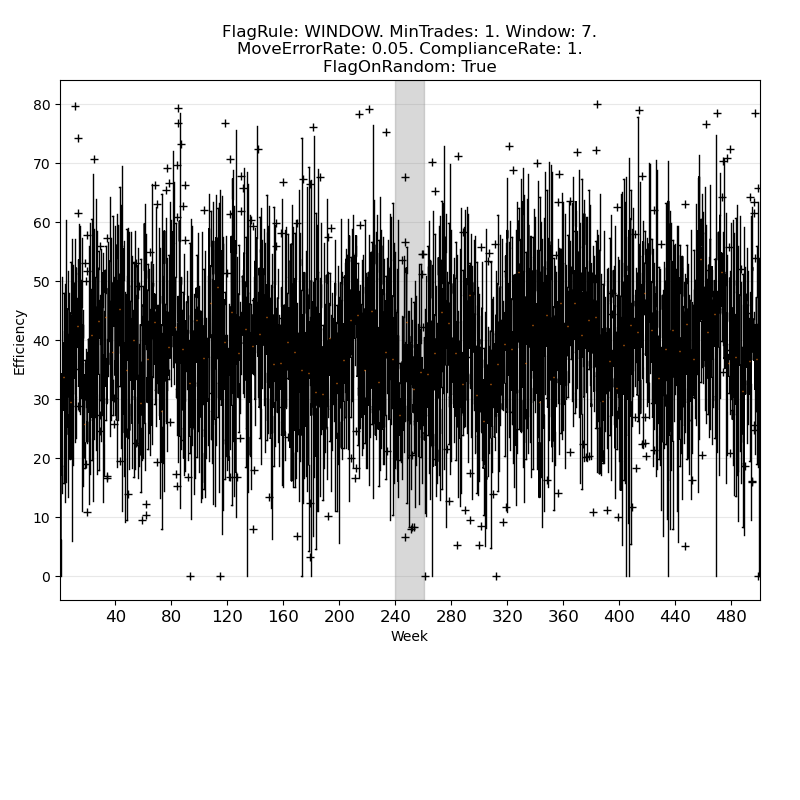 FlagRule: WINDOW. MinTrades: 1. Window: 7.
MoveErrorRate: 0.05. ComplianceRate: 1.
FlagOnRandom: True
80
70
60
50
40
30
20
10
0
Efficiency
40 80 120 160 200 240 280 320 360 400 440 480
Week